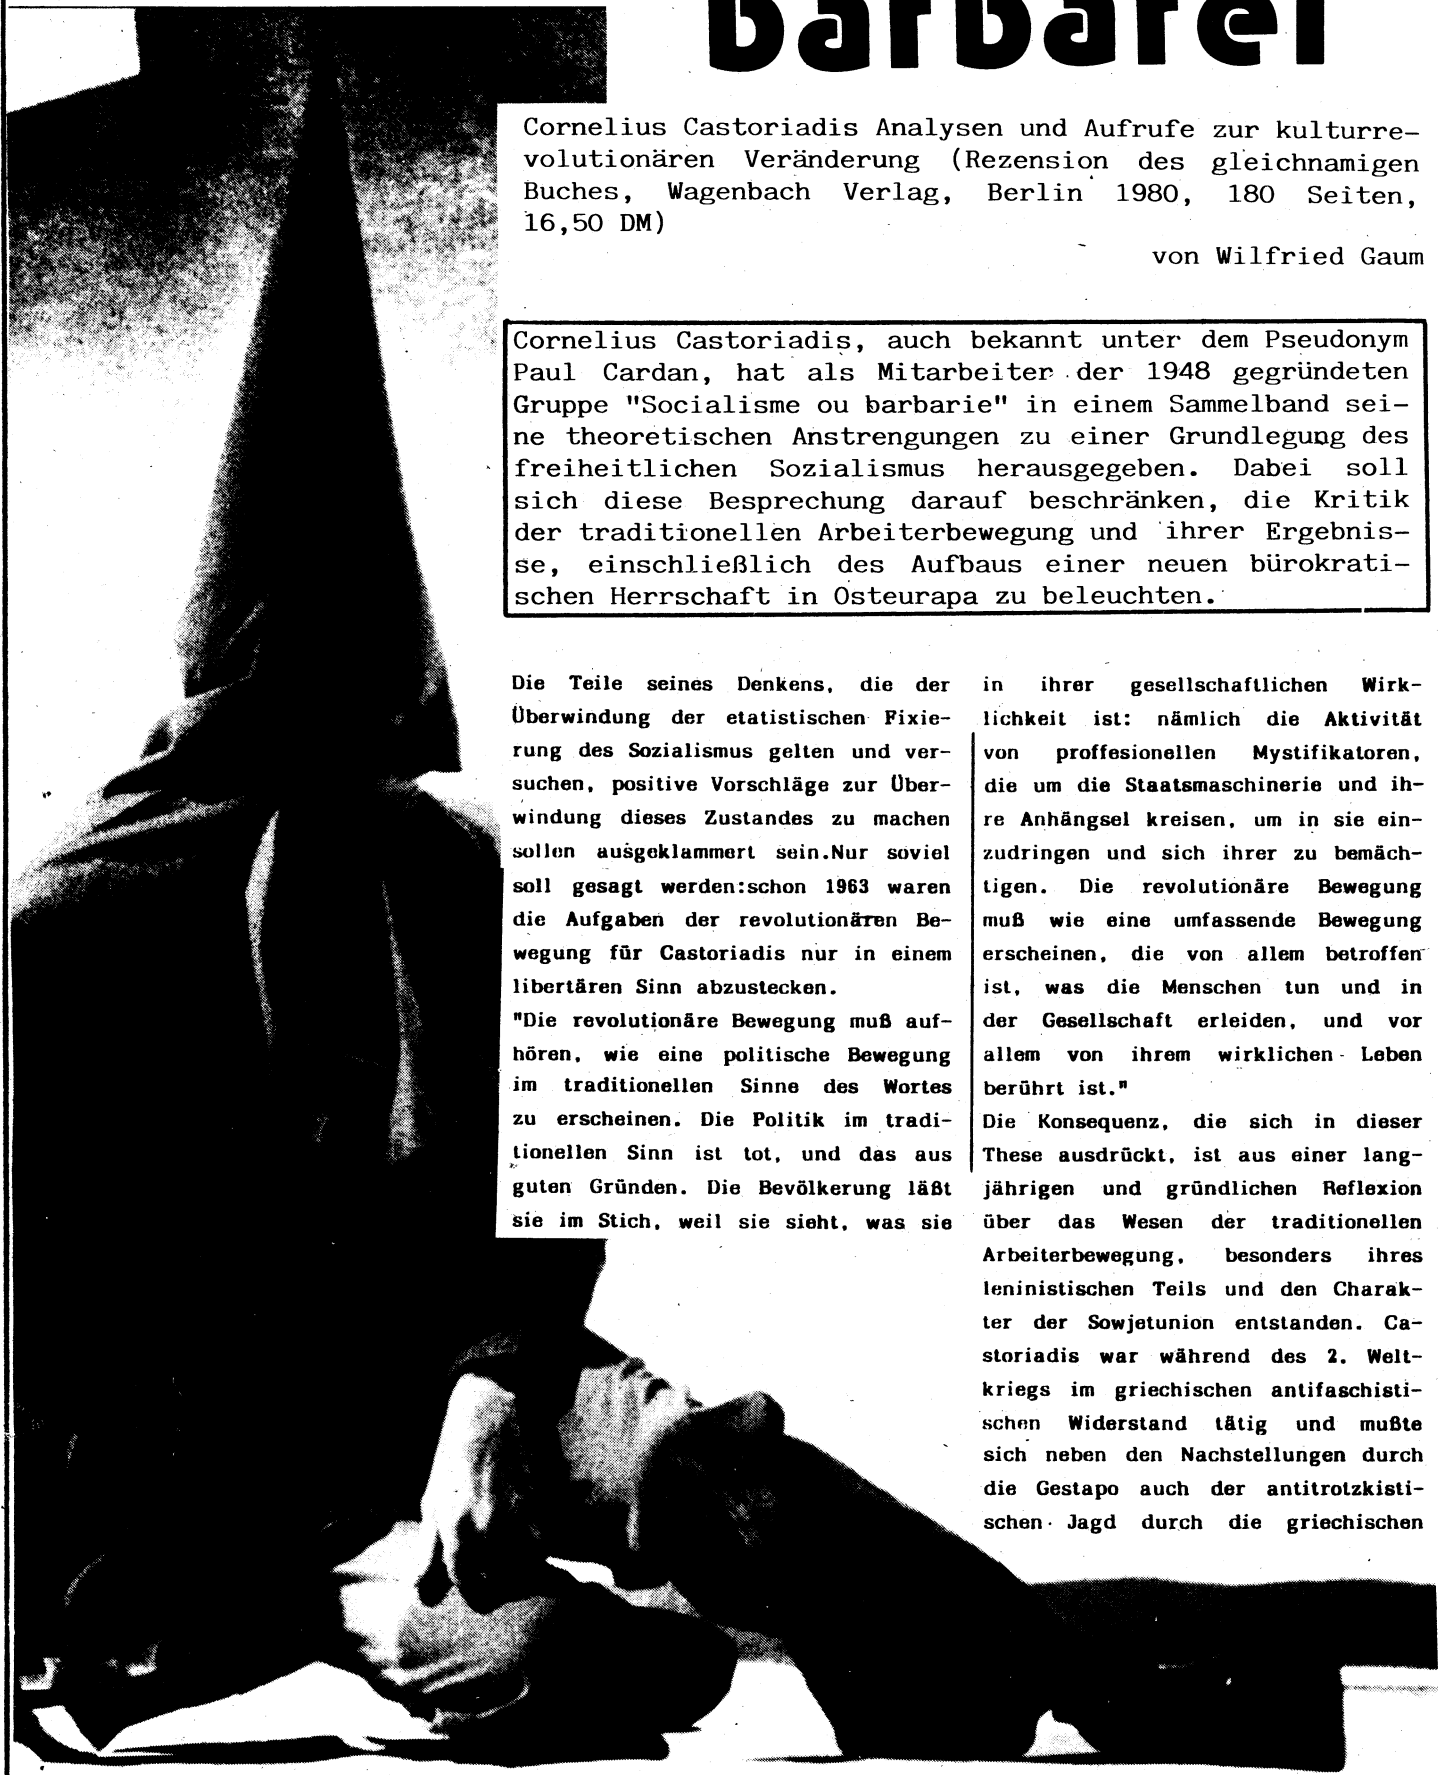 barbarei
Cornelius Castoriadis Analysen und Aufrufe zur kulturre-
volutionären Veränderung (Rezension des gleichnamigen
Buches, Wagenbach Verlag, Berlin 1980, 180 Seiten,
16,50 DM)
von Wilfried Gaum
Cornelius Castoriadis, auch bekannt unter dem Pseudonym
Paul Cardan, hat als Mitarbeiter der 1948 gegründeten
Gruppe "Socialisme ou barbarie" in einem Sammelband sei-
ne theoretischen Anstrengungen zu einer Grundlegung des
freiheitlichen Sozialismus herausgegeben. Dabei soll
sich diese Besprechung darauf beschränken, die Kritik
der traditionellen Arbeiterbewegung und ihrer Ergebnis-
se, einschließlich des Aufbaus einer neuen bürokrati-
schen Herrschaft in Osteurapa zu beleuchten.
Die Teile seines Denkens, die der
Überwindung der etatistischen Fixie-
rung des Sozialismus gelten und ver-
suchen, positive Vorschläge zur Über-
windung dieses Zustandes zu machen
sollen ausgeklammert sein.Nur soviel
soll gesagt werden:schon 1963 waren
die Aufgaben der revolutionären Be-
wegung für Castoriadis nur in einem
libertären Sinn abzustecken.
"Die revolutionäre Bewegung muß auf-
hören, wie eine politische Bewegung
im traditionellen Sinne des Wortes
zu erscheinen. Die Politik im tradi-
tionellen Sinn ist tot, und das aus
guten Gründen. Die Bevölkerung läßt
sie im Stich, weil sie sieht, was sie
in ihrer gesellschaftlichen Wirk-
lichkeit ist: nämlich die Aktivität
von proffesionellen Mystifikatoren,
die um die Staatsmaschinerie und ih-
re Anhängsel kreisen, um in sie ein-
zudringen und sich ihrer zu bemäch-
tigen. Die revolutionäre Bewegung
muß wie eine umfassende Bewegung
erscheinen, die von allem betroffen
ist, was die Menschen tun und in
der Gesellschaft erleiden, und vor
allem von ihrem wirklichen Leben
berührt ist."
Die Konsequenz, die sich in dieser
These ausdrückt, ist aus einer lang-
jährigen und gründlichen Reflexion
über das Wesen der traditionellen
Arbeiterbewegung, besonders ihres
leninistischen Teils und den Charak-
ter der Sowjetunion entstanden. Ca-
storiadis war während des 2. Welt-
kriegs im griechischen antifaschisti-
schen Widerstand tätig und mußte
sich neben den Nachstellungen durch
die Gestapo auch der antitrotzkisti-
schen Jagd durch die griechischen